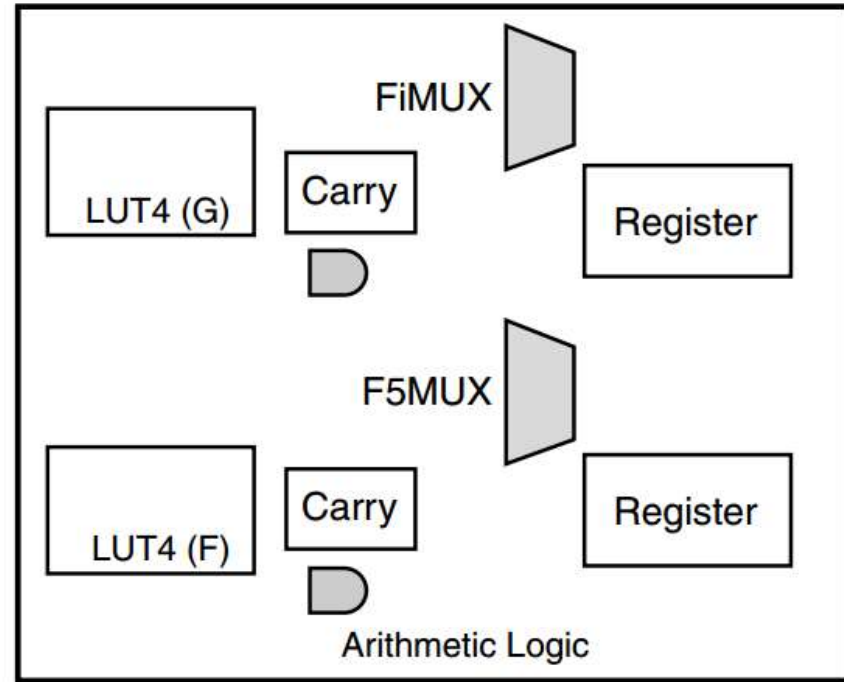 FiMUX
Carry
LUT4 (G)
Register
F5MUX
Carry
LUT4 (F)
Register
Arithmetic Logic